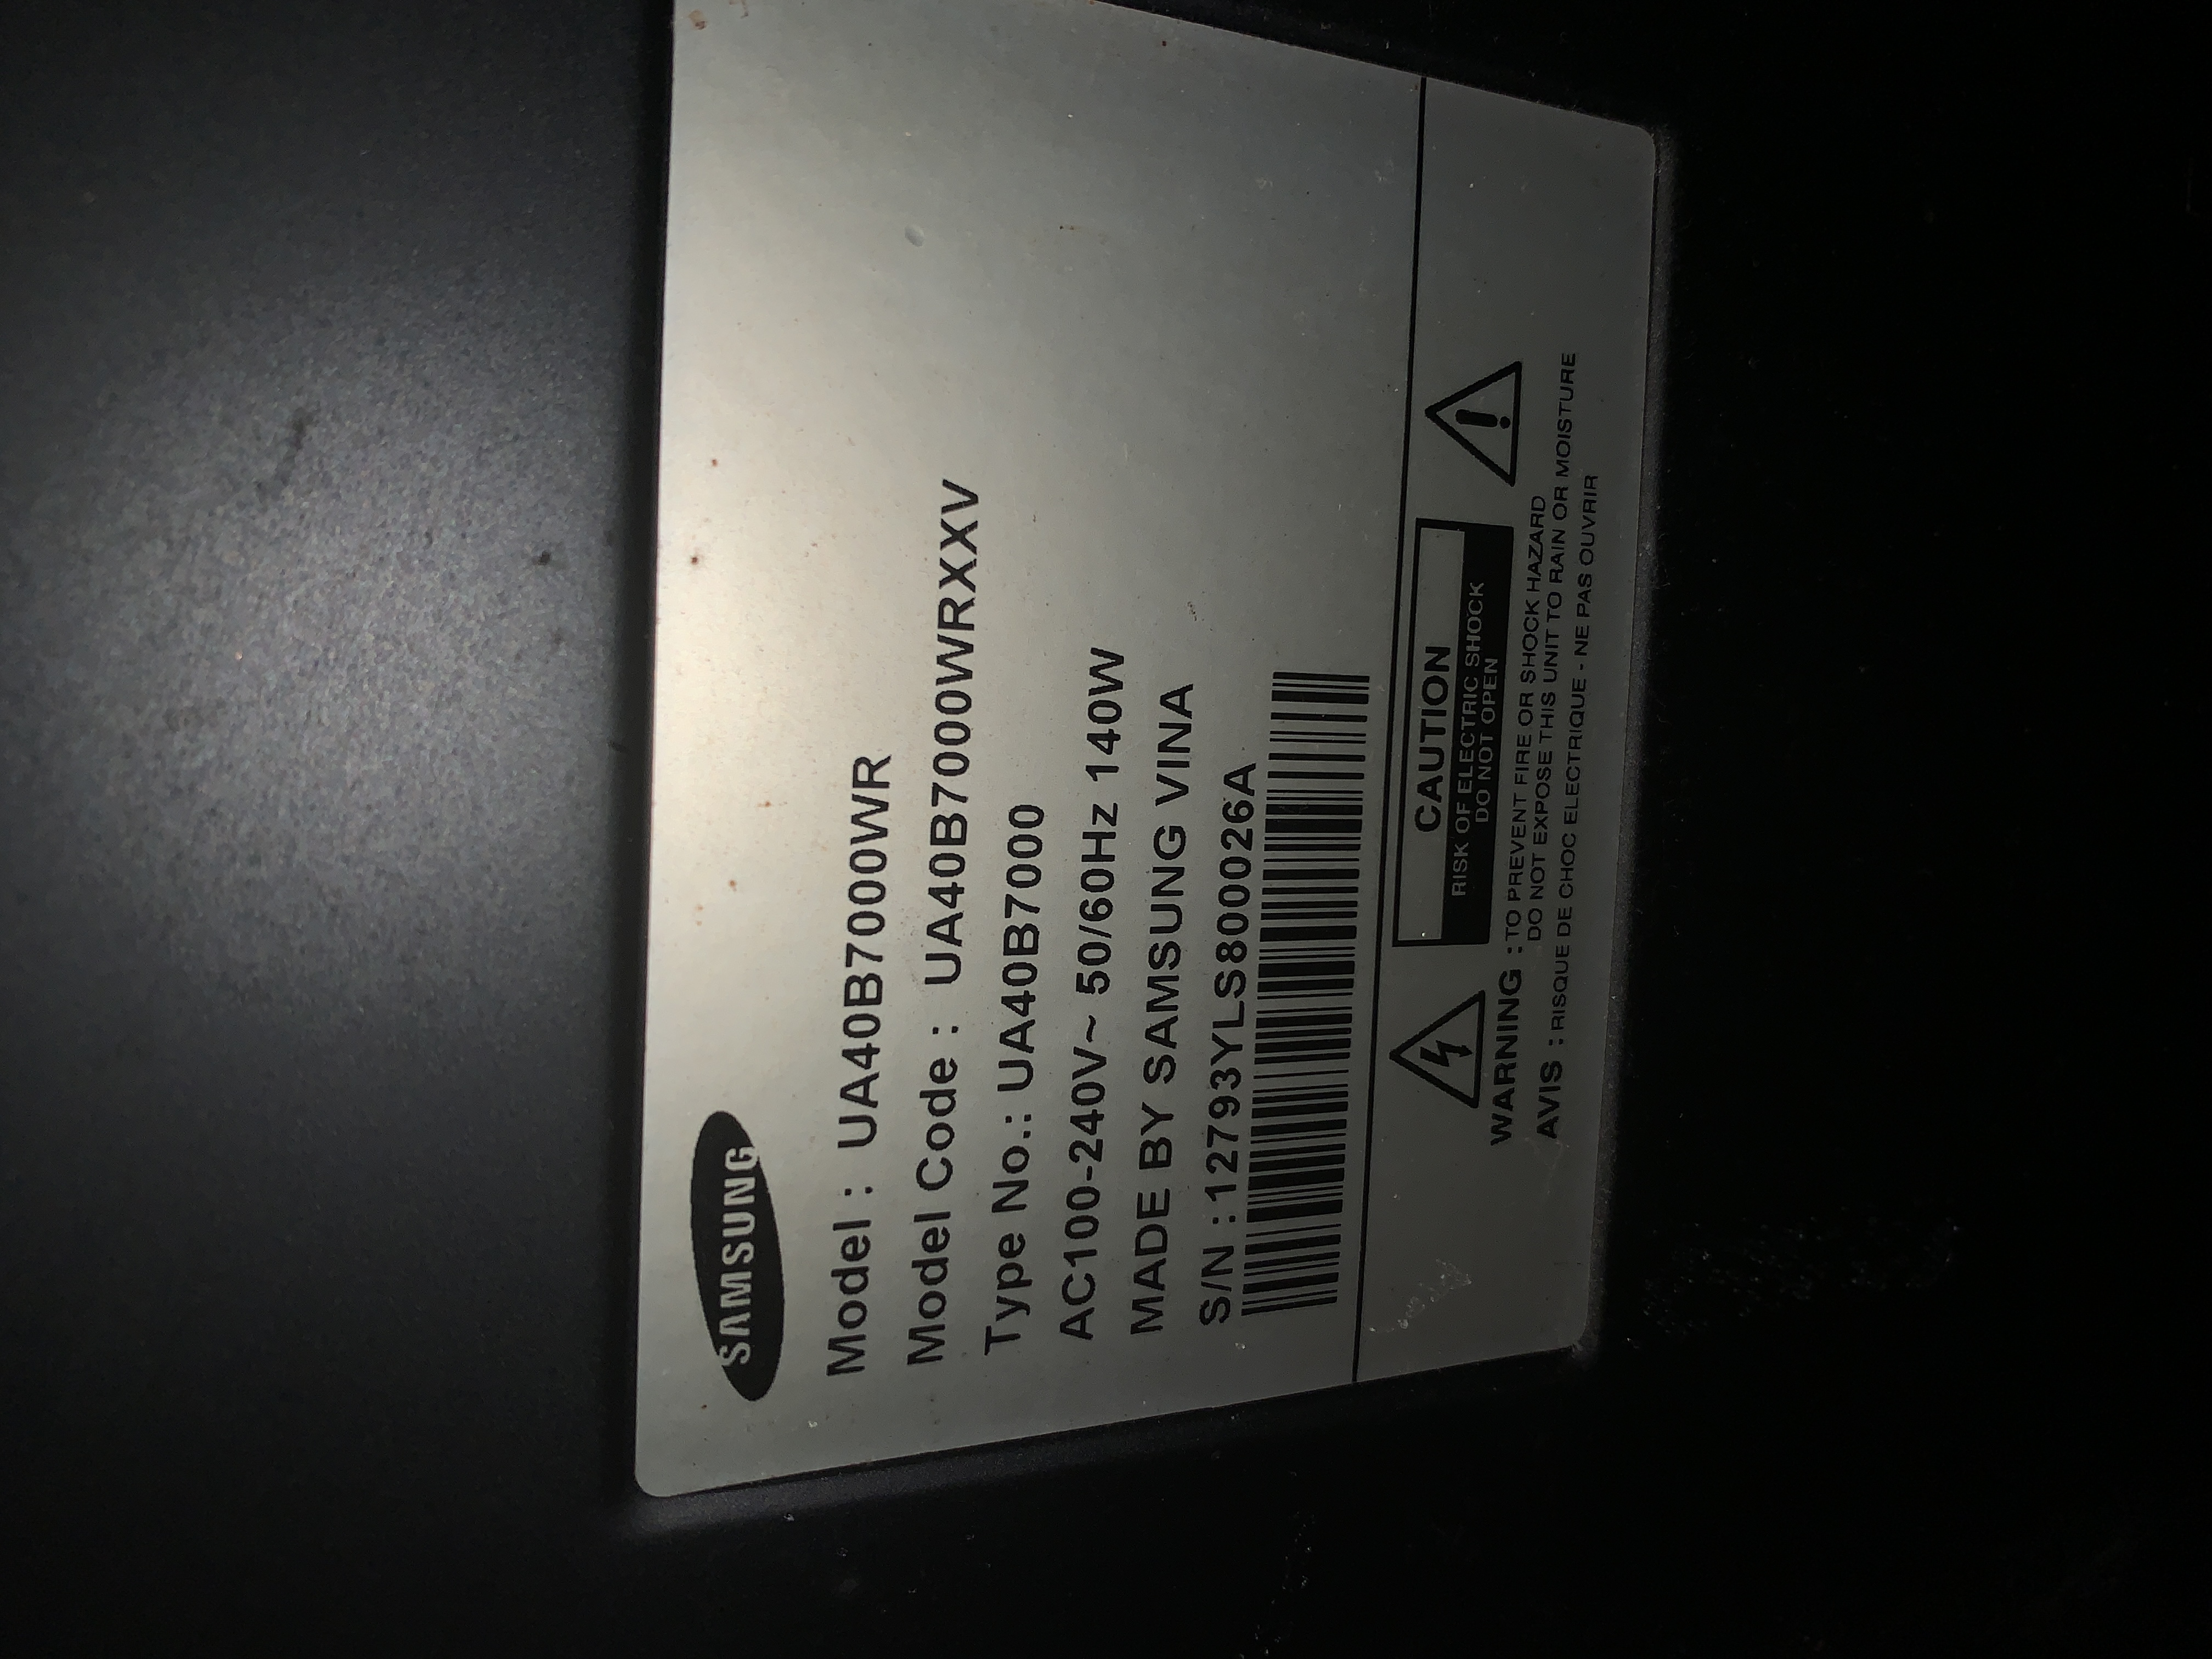 SAMSUNG
Model : UA40B7000WR
Model Code : UA40B7000WRXXV
Type No.: UA40B7000
AC100-240V~ 50/60Hz 140W
MADE BY SAMSUNG VINA
S/N : 12793YLS800026A
CAUTION
RISK OF ELECTRIC SHOCK
DO NOT OPEN
WARNING : TO PREVENT FIRE OR SHOCK HAZARD
DO NOT EXPOSE THIS UNIT TO RAIN OR MOISTURE
AVIS : RISQUE DE CHOC ELECTRIQUE - NE PAS OUVRIR